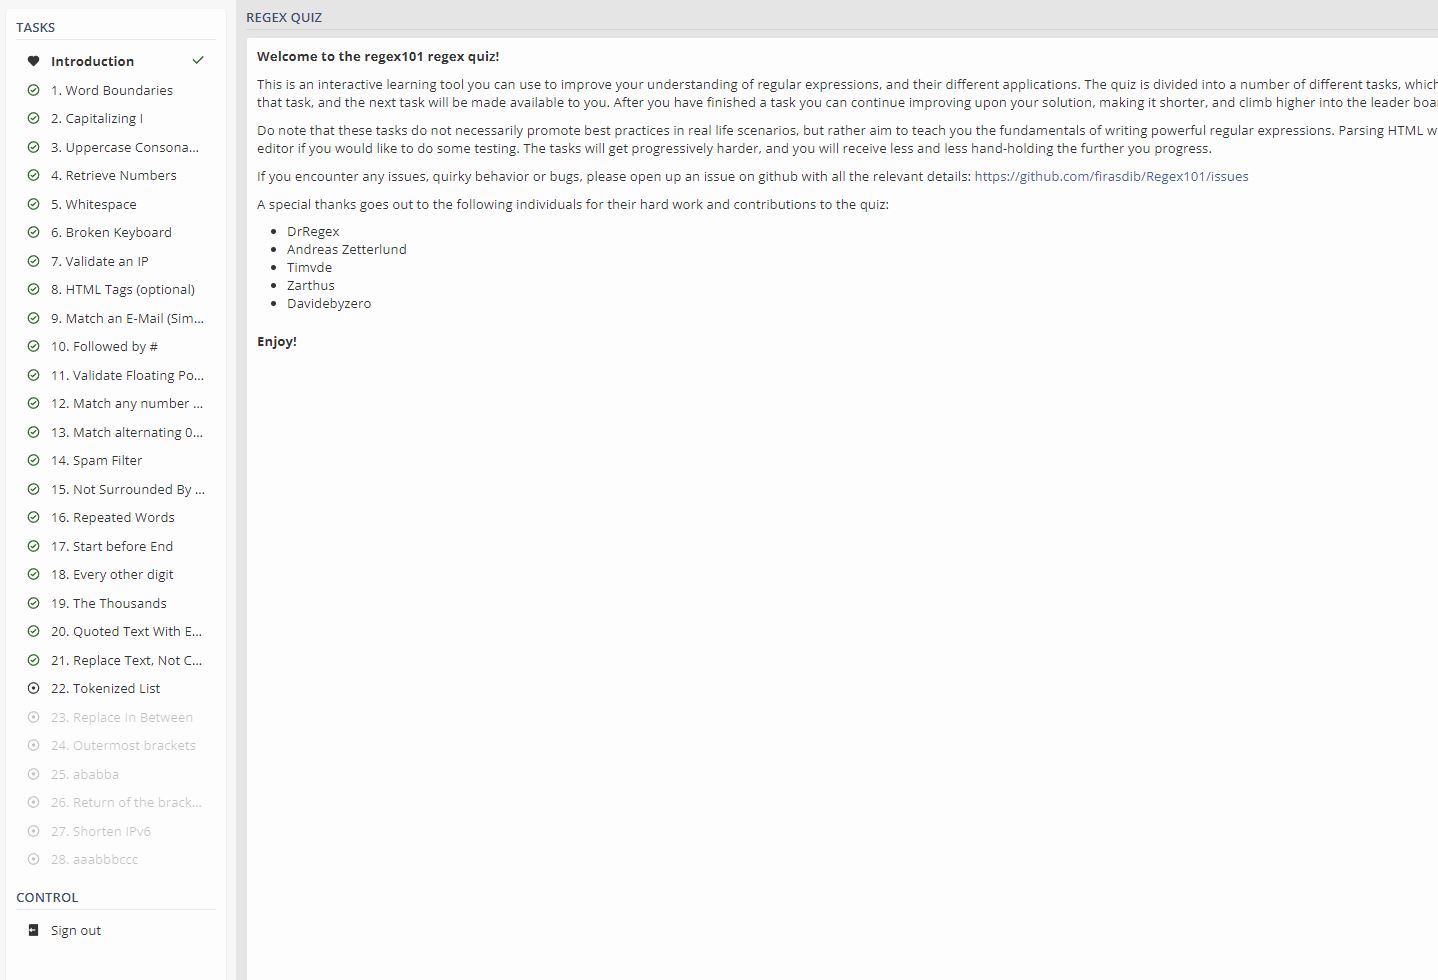 TASKS
Introduction
1. Word Boundaries
2. Capitalizing I
3. Uppercase Consona...
4. Retrieve Numbers
5. Whitespace
6. Broken Keyboard
7. Validate an IP
8. HTML Tags (optional)
9. Match an E-Mail (Sim...
10. Followed by #
11. Validate Floating Po...
12. Match any number ...
13. Match alternating 0...
14. Spam Filter
15. Not Surrounded By ...
16. Repeated Words
17. Start before End
18. Every other digit
19. The Thousands
20. Quoted Text With E...
21. Replace Text, Not C...
22. Tokenized List
23. Replace In Between
24. Outermost brackets
25. ababba
26. Return of the brack...
27. Shorten IPv6
28. aaabbbccc
CONTROL
Sign out
REGEX QUIZ
Welcome to the regex101 regex quiz!
This is an interactive learning tool you can use to improve your understanding of regular expressions, and their different applications. The quiz is divided into a number of different tasks, which
that task, and the next task will be made available to you. After you have finished a task you can continue improving upon your solution, making it shorter, and climb higher into the leader boa
Do note that these tasks do not necessarily promote best practices in real life scenarios, but rather aim to teach you the fundamentals of writing powerful regular expressions. Parsing HTML w
editor if you would like to do some testing. The tasks will get progressively harder, and you will receive less and less hand-holding the further you progress.
If you encounter any issues, quirky behavior or bugs, please open up an issue on github with all the relevant details: https://github.com/firasdib/Regex101/issues
A special thanks goes out to the following individuals for their hard work and contributions to the quiz:
DrRegex
Andreas Zetterlund
Timvde
Zarthus
Davidebyzero
Enjoy!